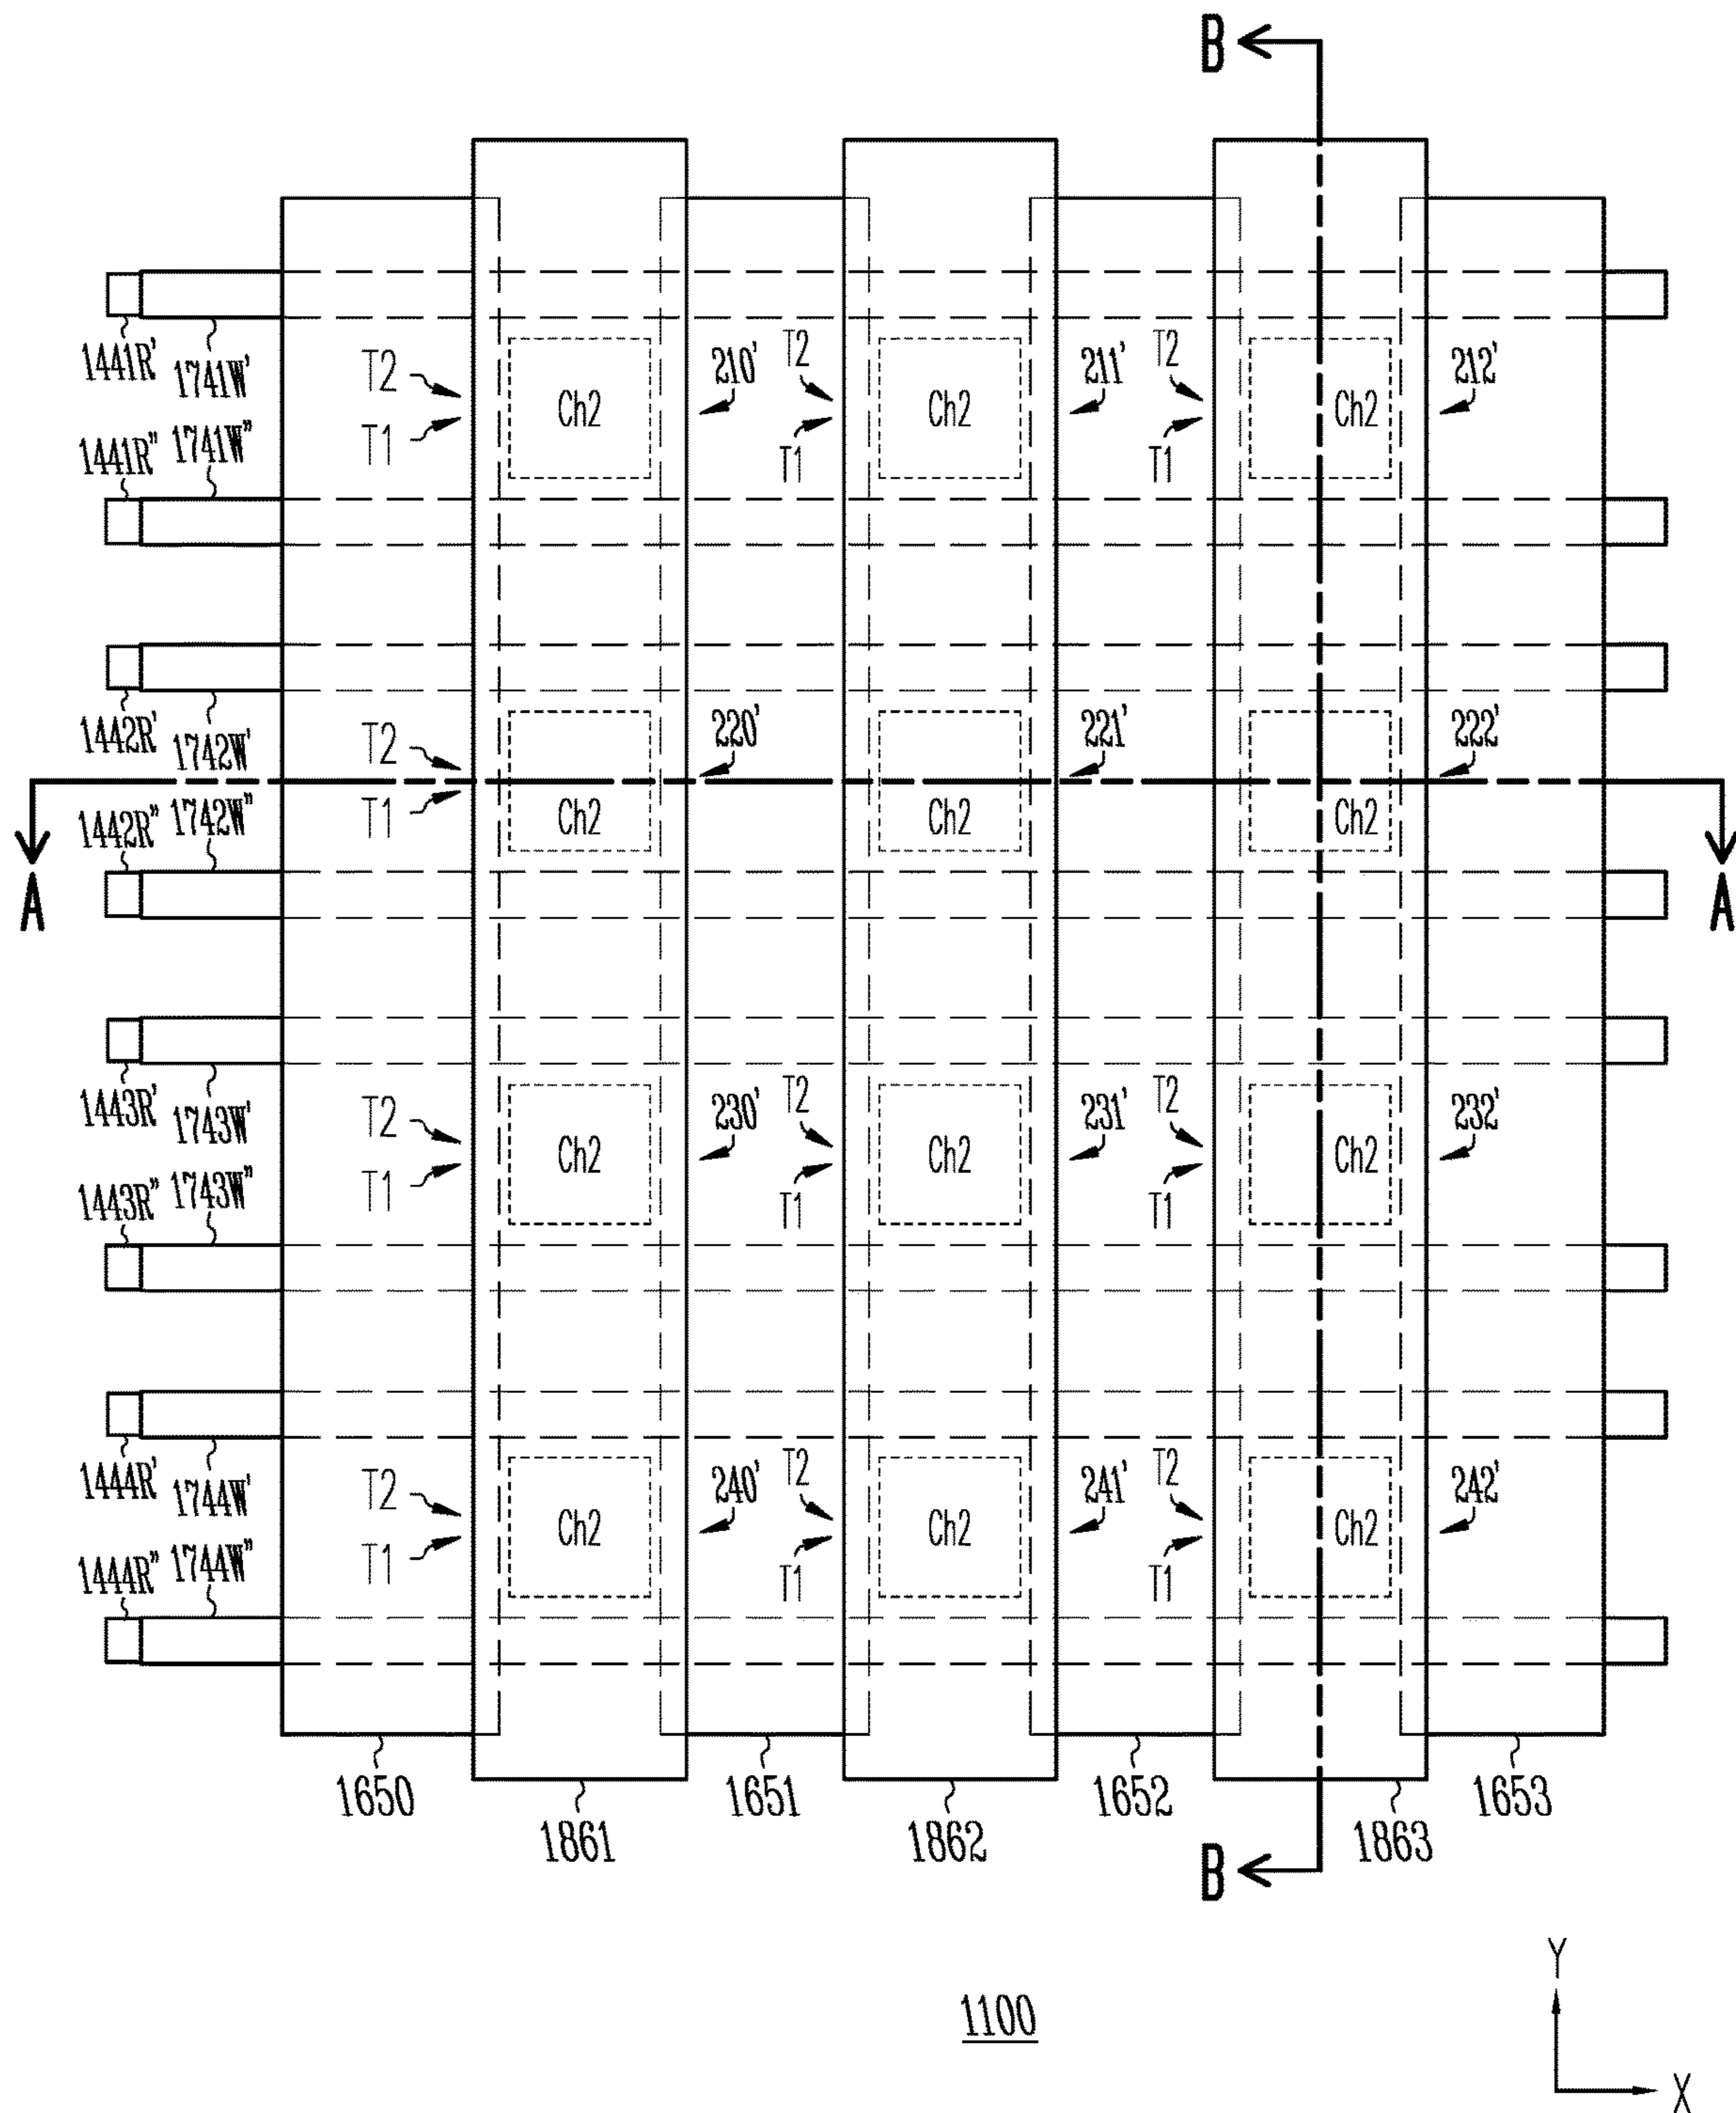 B
1441R'
1741W'
T2
T1
Ch2
210'
T2
T1
Ch2
211'
T2
T1
Ch2
212'
1441R"
1741W"
1442R'
1742W'
T2
T1
Ch2
220'
Ch2
221'
Ch2
222'
1442R"
1742W"
A
A
1443R'
1743W'
T2
T1
Ch2
230'
T2
T1
Ch2
231'
T2
T1
Ch2
232'
1443R"
1743W"
1444R'
1744W'
T2
T1
Ch2
240'
T2
T1
Ch2
241'
T2
T1
Ch2
242'
1444R"
1744W"
1650
1861
1651
1862
1652
1863
1653
B
1100
Y
X